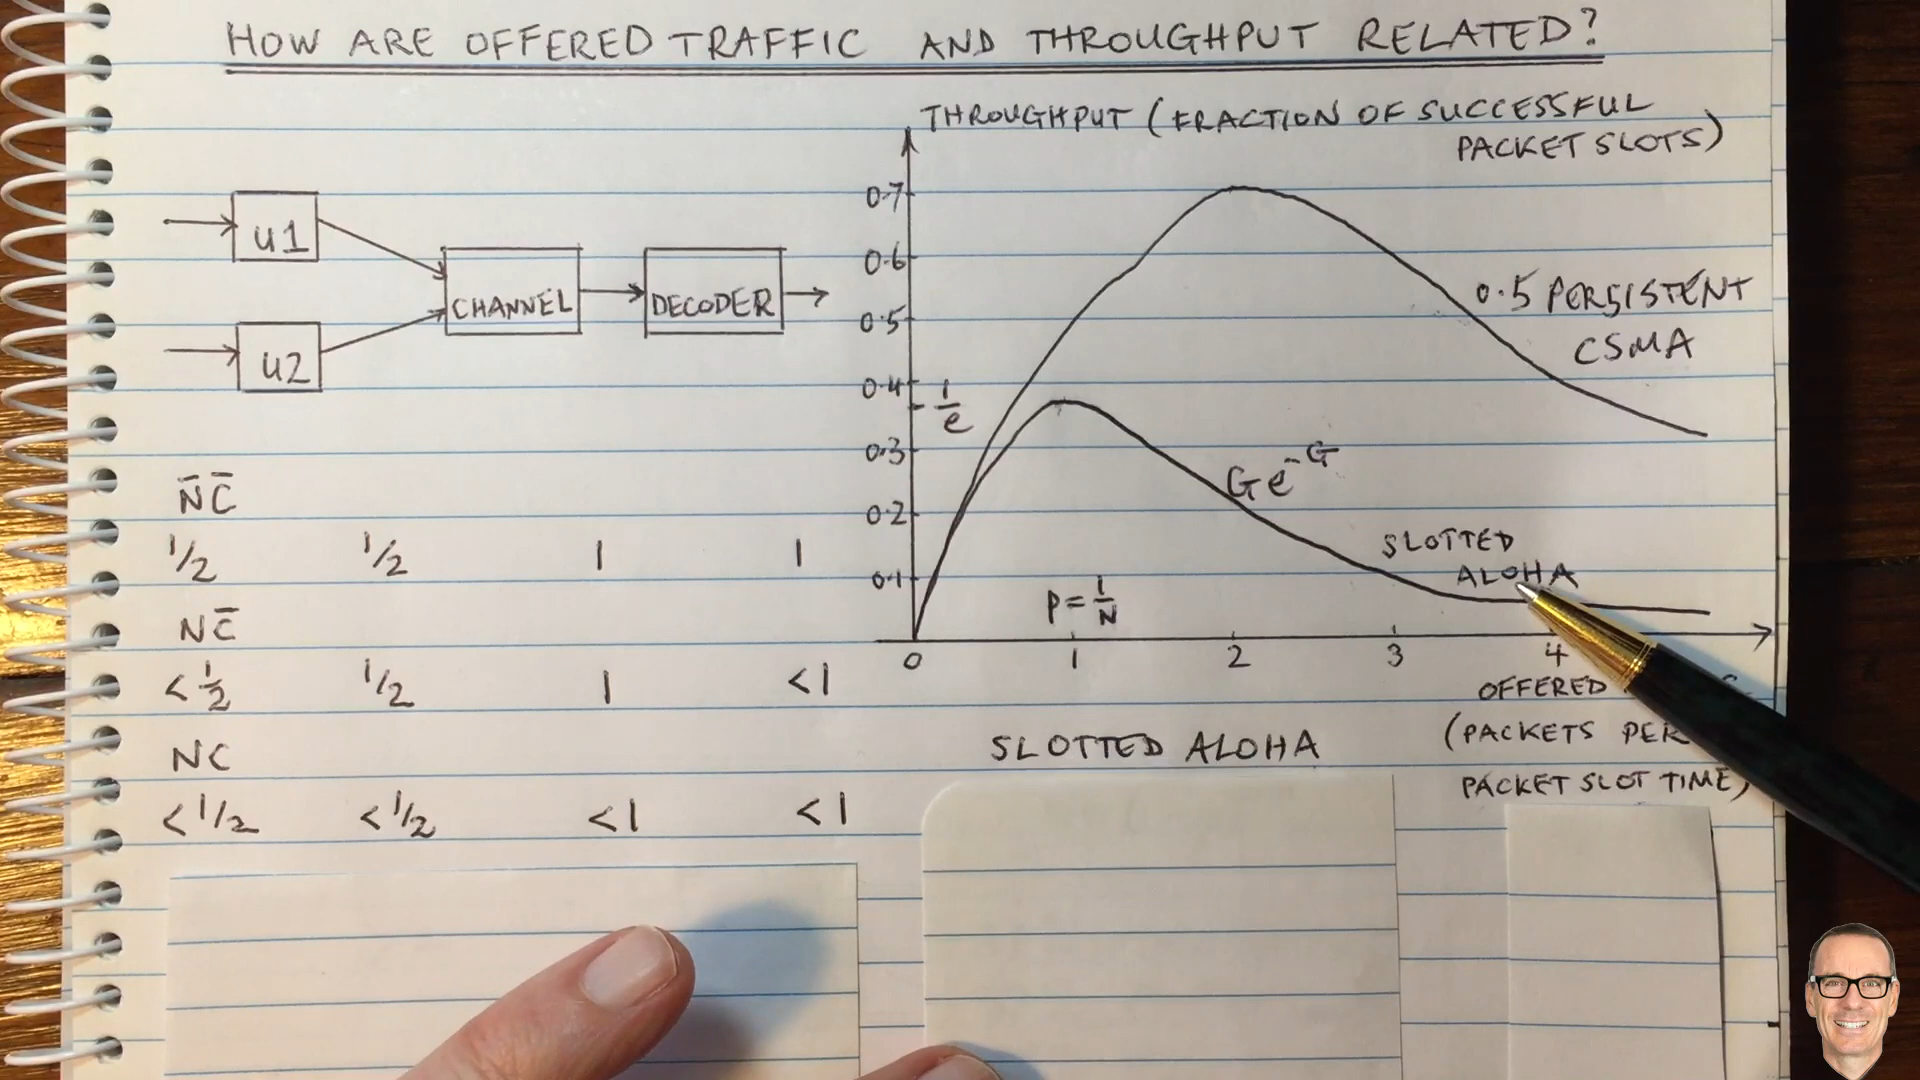 HOW ARE OFFERED TRAFFIC AND THROUGHPUT RELATED?
THROUGHPUT (FRACTION OF SUCCESSFUL
PACKET SLOTS)
U1
U2
CHANNEL
DECODER
0.7
0.6
0.5
0.4
1/e
0.3
0.2
0.1
0.5 PERSISTENT
CSMA
Ge^-G
SLOTTED
ALOHA
p = 1/N
0 1 2 3 4
OFFERED
(PACKETS PER
PACKET SLOT TIME)
N̅ C̅
1/2 1/2 1 1
N C̅
< 1/2 1/2 1 <1
NC
< 1/2 < 1/2 <1 <1
SLOTTED ALOHA